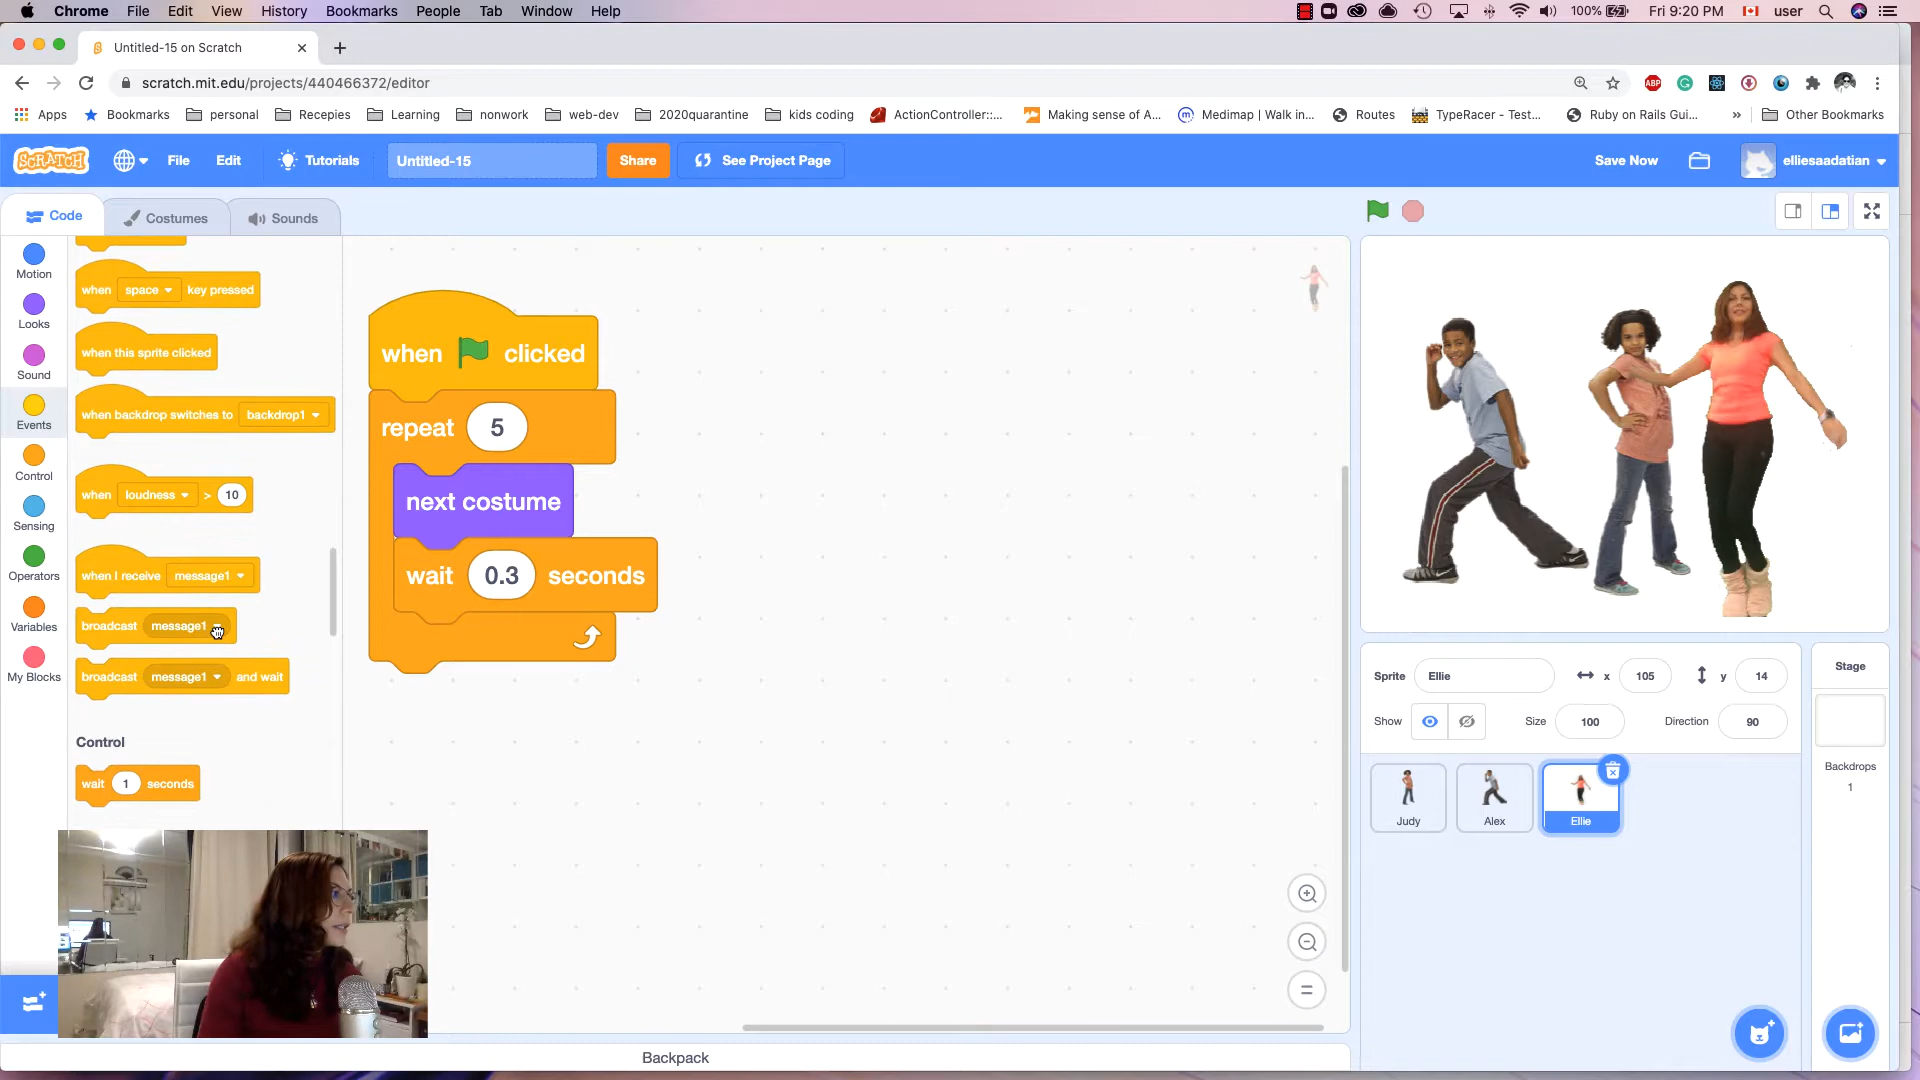 Chrome File Edit View History Bookmarks People Tab Window Help 100% Fri 9:20 PM user
Untitled-15 on Scratch
scratch.mit.edu/projects/440466372/editor ABP
Apps Bookmarks personal Recepies Learning nonwork web-dev 2020quarantine kids coding ActionController::... Making sense of A... Medimap | Walk in... Routes TypeRacer - Test... Ruby on Rails Gui... » Other Bookmarks
SCRATCH File Edit Tutorials Untitled-15 Share See Project Page Save Now elliesaadatian
Code Costumes Sounds
Motion
Looks
Sound
Events
Control
Sensing
Operators
Variables
My Blocks
when space key pressed
when this sprite clicked
when backdrop switches to backdrop1
when loudness > 10
when I receive message1
broadcast message1
broadcast message1 and wait
Control
wait 1 seconds
when clicked
repeat 5
next costume
wait 0.3 seconds
Sprite Ellie x 105 y 14
Show Size 100 Direction 90
Judy Alex Ellie
Stage
Backdrops
1
Backpack